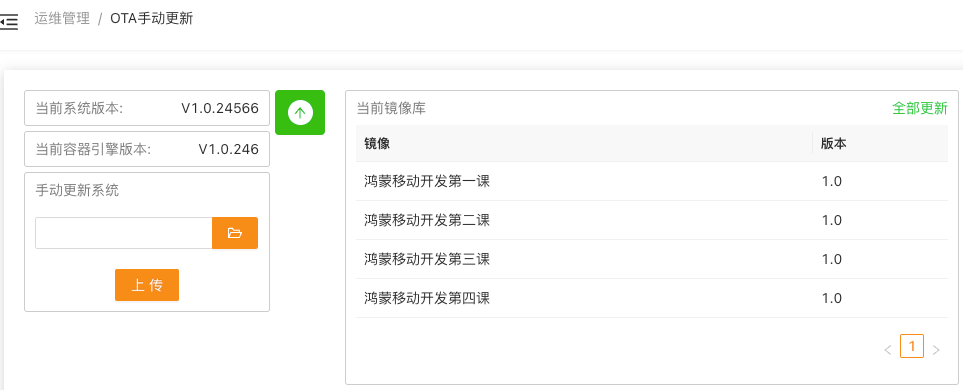 运维管理 / OTA手动更新
当前系统版本: V1.0.24566
当前容器引擎版本: V1.0.246
手动更新系统
上 传
当前镜像库 全部更新
镜像 版本
鸿蒙移动开发第一课 1.0
鸿蒙移动开发第二课 1.0
鸿蒙移动开发第三课 1.0
鸿蒙移动开发第四课 1.0
< 1 >